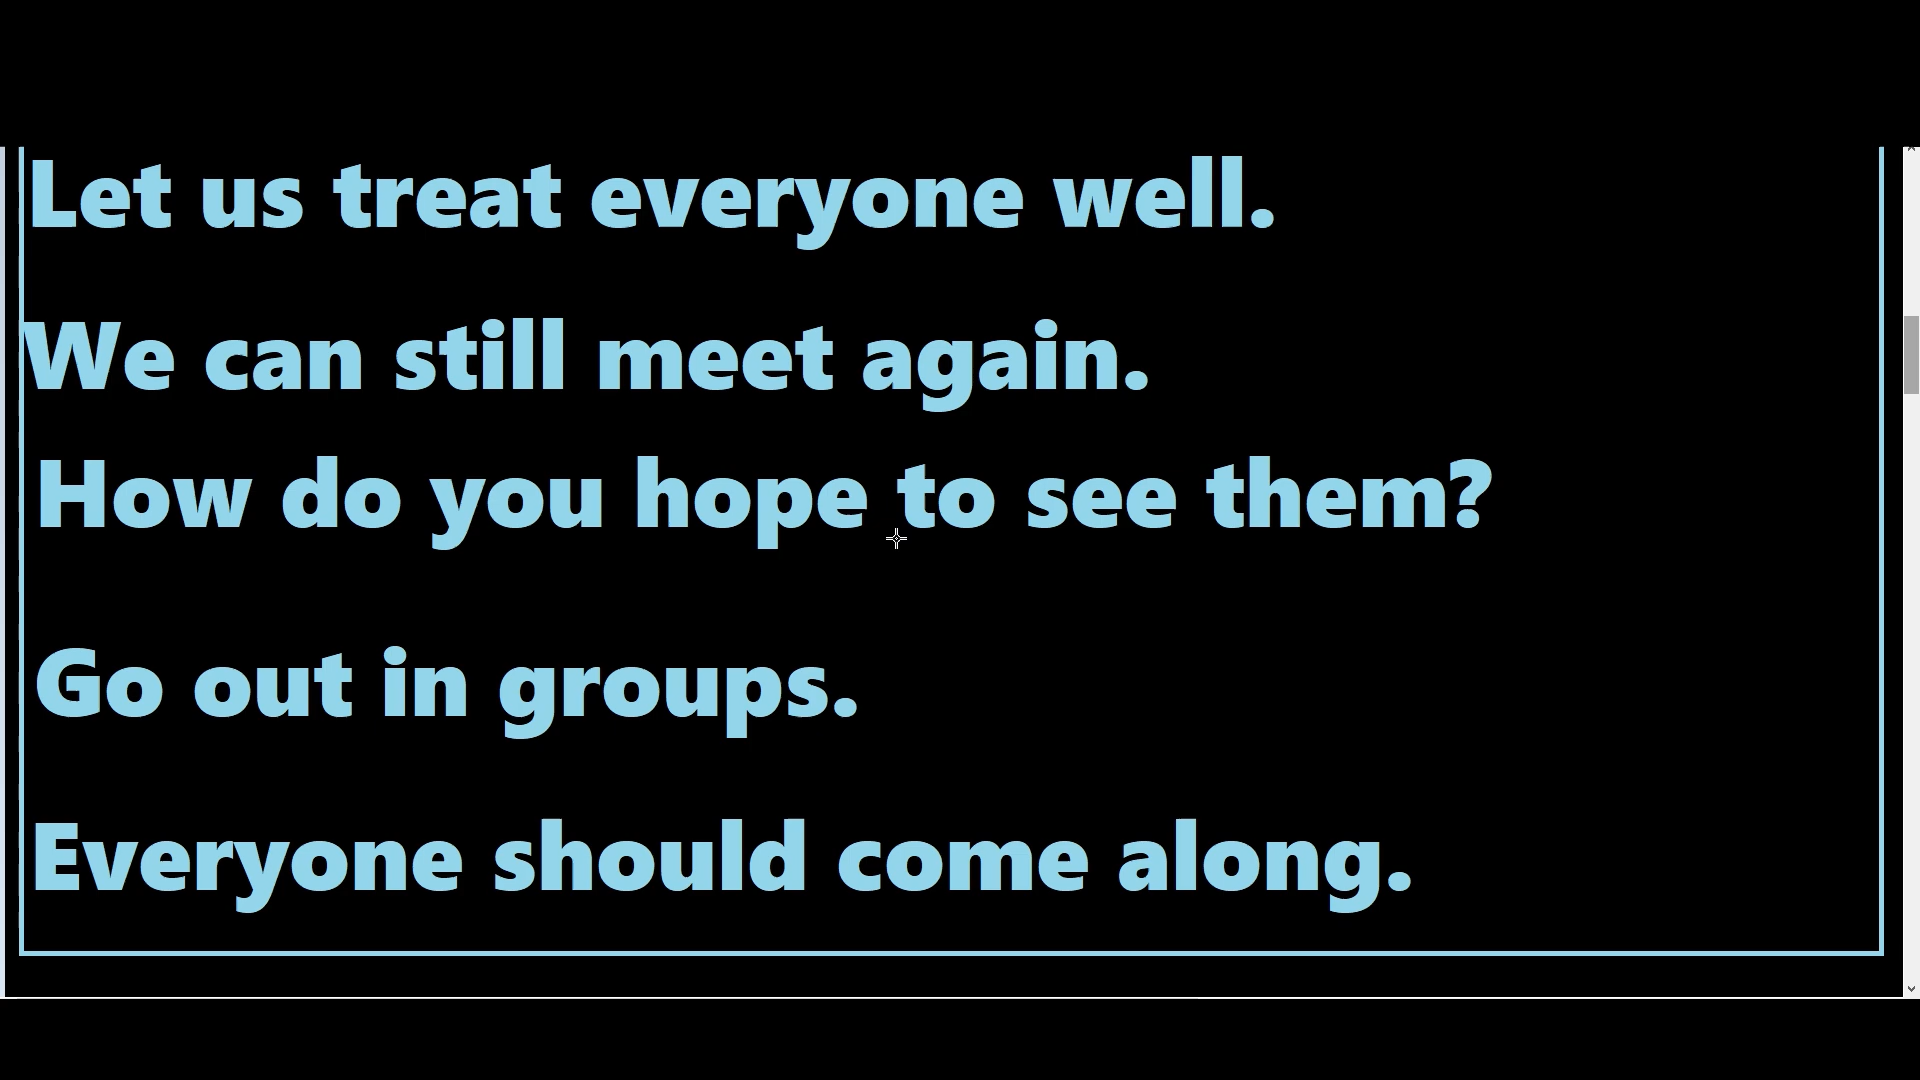 Let us treat everyone well.
We can still meet again.
How do you hope to see them?
Go out in groups.
Everyone should come along.